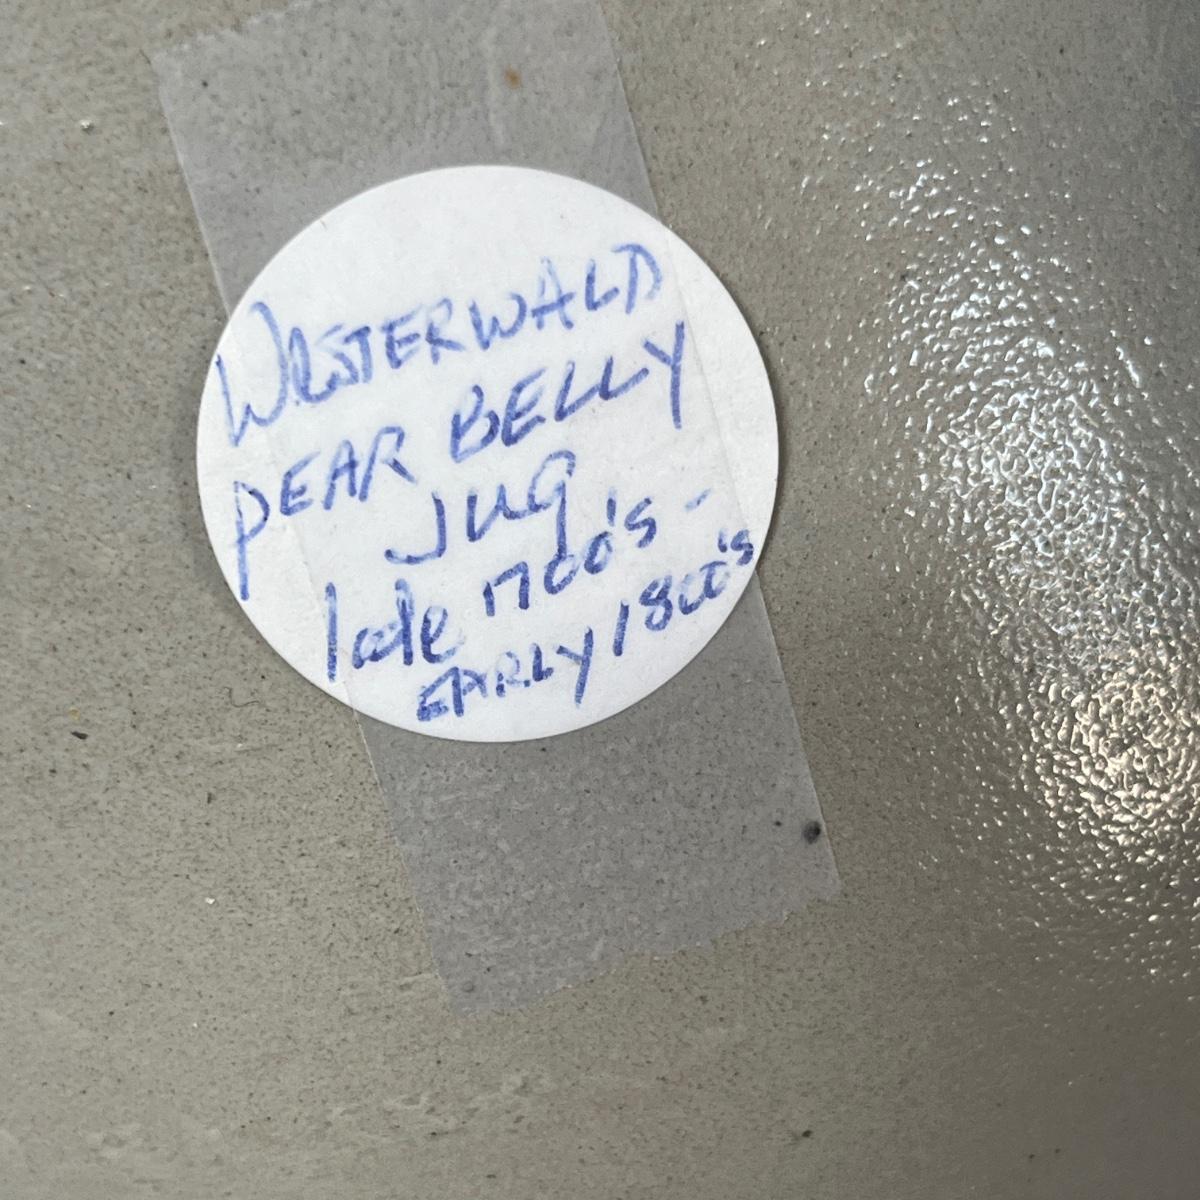 WESTERWALD
PEAR BELLY
JUG
late 1700's -
EARLY 1800's